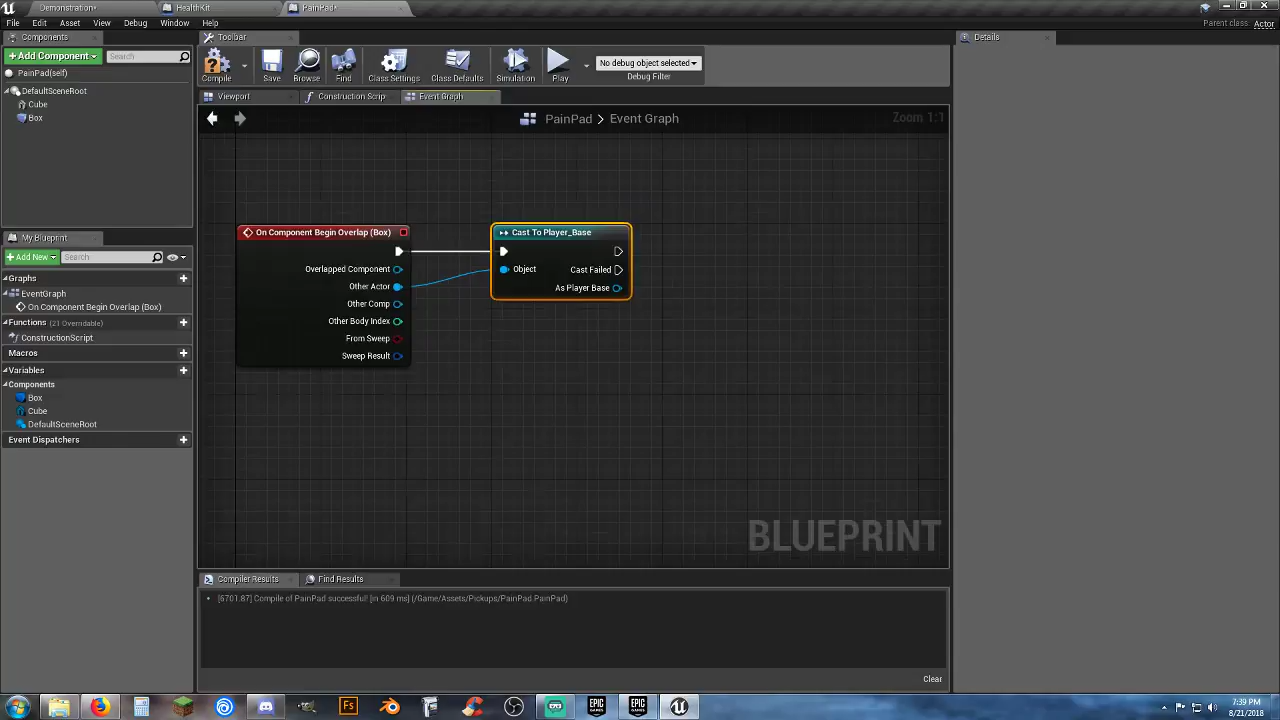 Demonstration*
HealthKit
PainPad*
File Edit Asset View Debug Window Help
Parent class: Actor
Components
Toolbar
Details
+ Add Component
Search
PainPad(self)
DefaultSceneRoot
Cube
Box
Compile
Save
Browse
Find
Class Settings
Class Defaults
Simulation
Play
No debug object selected
Debug Filter
Viewport
Construction Scrip
Event Graph
PainPad > Event Graph
Zoom 1:1
On Component Begin Overlap (Box)
Overlapped Component
Other Actor
Other Comp
Other Body Index
From Sweep
Sweep Result
Cast To Player_Base
Object
Cast Failed
As Player Base
My Blueprint
+ Add New
Search
Graphs
EventGraph
On Component Begin Overlap (Box)
Functions (21 Overridable)
ConstructionScript
Macros
Variables
Components
Box
Cube
DefaultSceneRoot
Event Dispatchers
BLUEPRINT
Compiler Results
Find Results
[6701.87] Compile of PainPad successful! [in 609 ms] (/Game/Assets/Pickups/PainPad.PainPad)
Clear
Fs
EPIC GAMES
EPIC GAMES
7:39 PM
8/21/2018